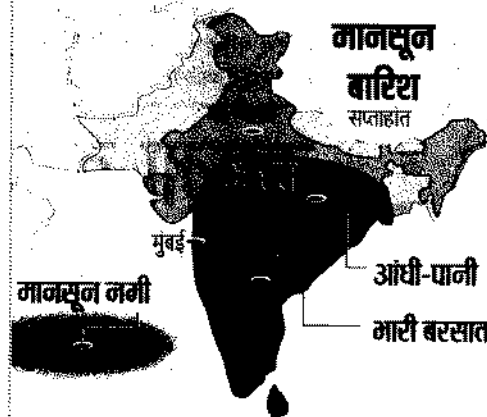 मानसून
बारिश
सप्ताहांत
मुंबई
मानसून नमी
आंधी-पानी
भारी बरसात